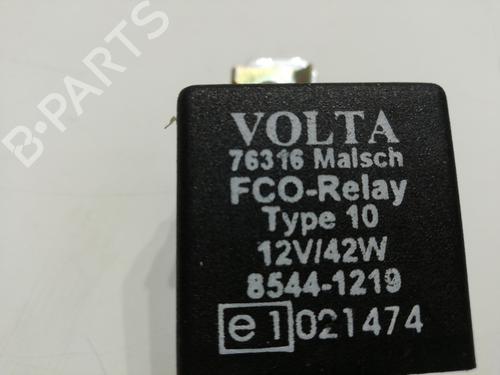 B-PARTS
VOLTA
76316 Malsch
FCO-Relay
Type 10
12V/42W
8544-1219
e1 021474